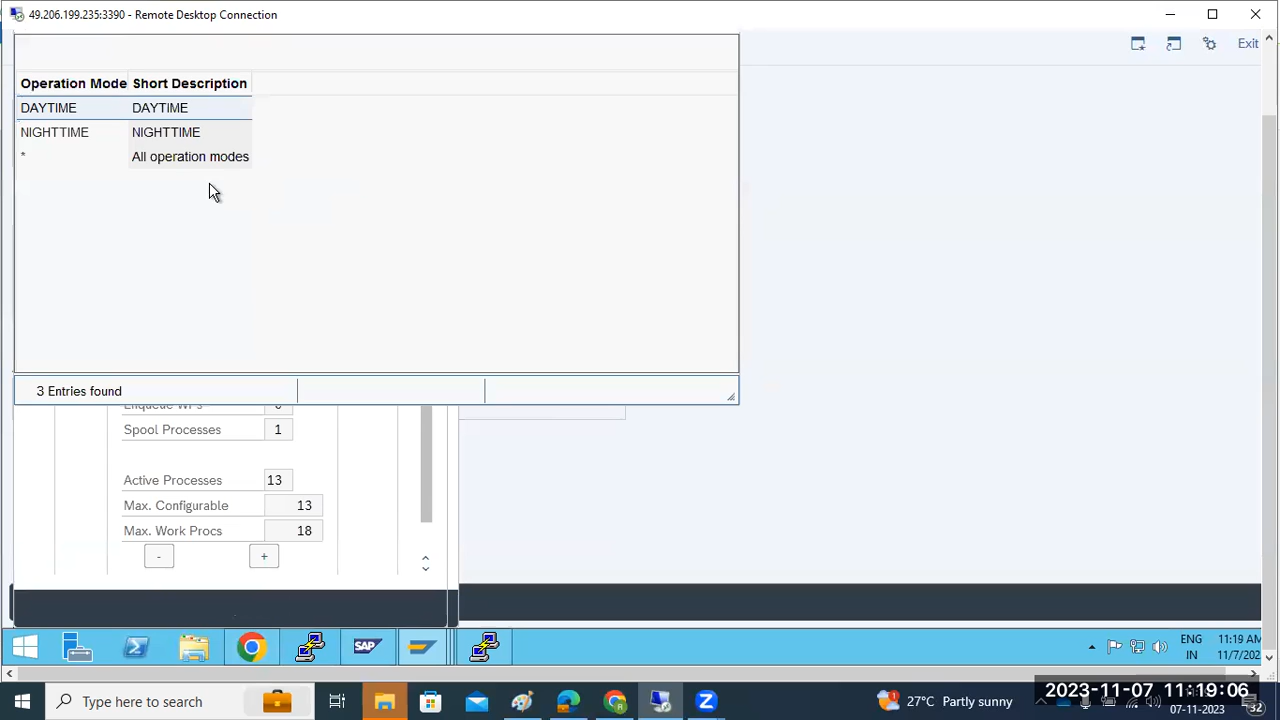 49.206.199.235:3390 - Remote Desktop Connection
Exit
Operation Mode Short Description
DAYTIME DAYTIME
NIGHTTIME NIGHTTIME
* All operation modes
3 Entries found
Spool Processes 1
Active Processes 13
Max. Configurable 13
Max. Work Procs 18
- +
SAP
ENG
IN
11:19 AM
11/7/202
Type here to search
27°C Partly sunny
2023-11-07 11:19:06
07-11-2023
32